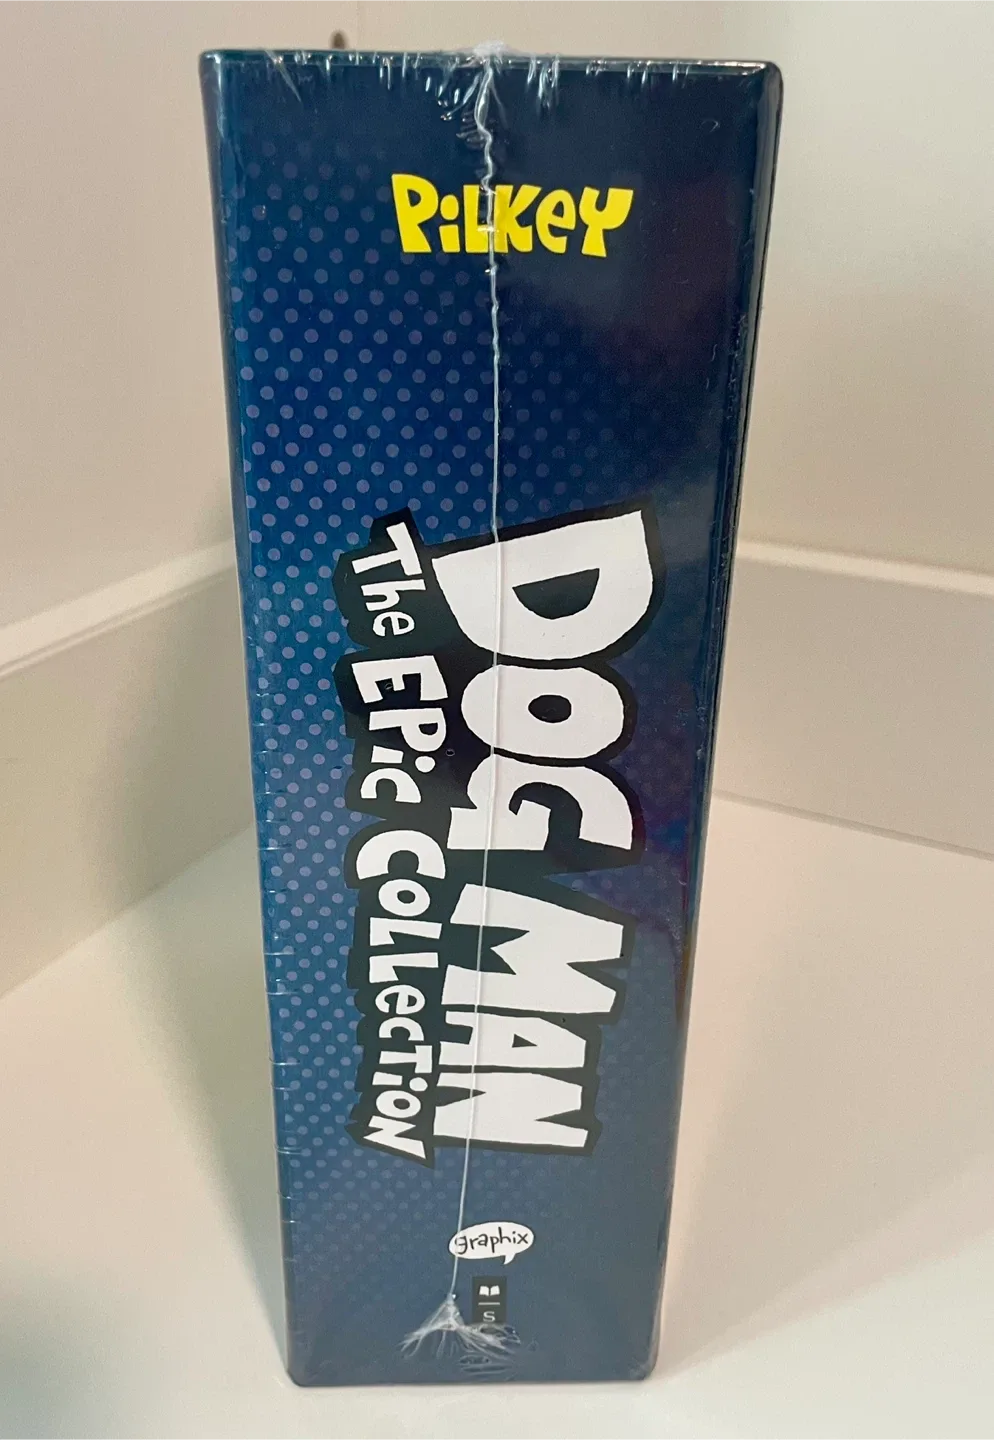 PiLKeY
DOG MAN
The EPic COLLecTiON
graphix
S